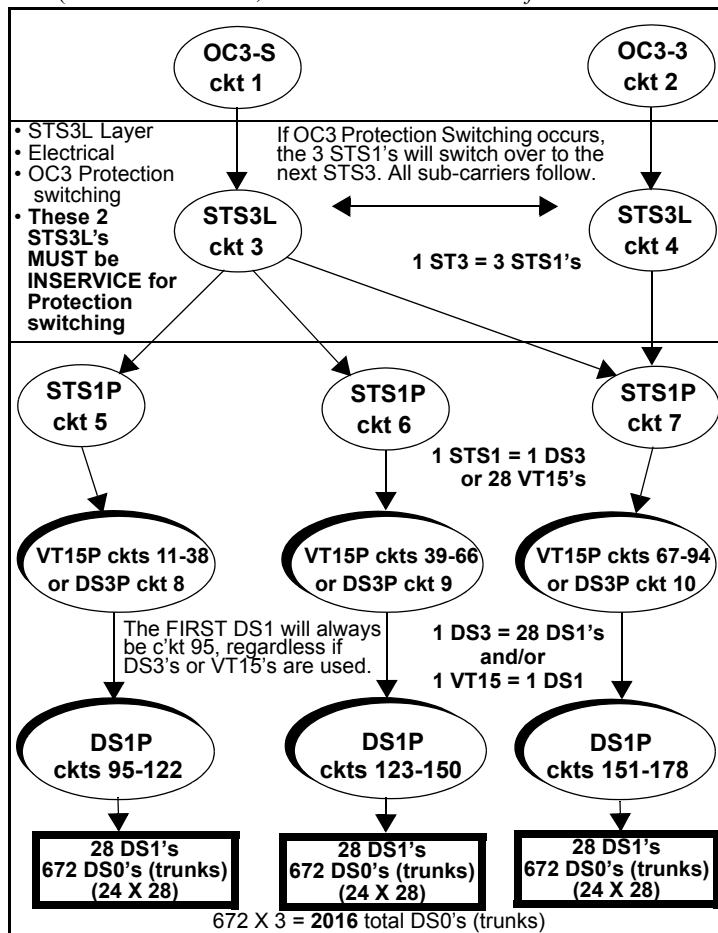 OC3-S
ckt 1
OC3-3
ckt 2
• STS3L Layer
• Electrical
• OC3 Protection
switching
• These 2
STS3L's
MUST be
INSERVICE for
Protection
switching
If OC3 Protection Switching occurs,
the 3 STS1's will switch over to the
next STS3. All sub-carriers follow.
STS3L
ckt 3
STS3L
ckt 4
1 ST3 = 3 STS1's
STS1P
ckt 5
STS1P
ckt 6
STS1P
ckt 7
1 STS1 = 1 DS3
or 28 VT15's
VT15P ckts 11-38
or DS3P ckt 8
VT15P ckts 39-66
or DS3P ckt 9
VT15P ckts 67-94
or DS3P ckt 10
The FIRST DS1 will always
be c'kt 95, regardless if
DS3's or VT15's are used.
1 DS3 = 28 DS1's
and/or
1 VT15 = 1 DS1
DS1P
ckts 95-122
DS1P
ckts 123-150
DS1P
ckts 151-178
28 DS1's
672 DS0's (trunks)
(24 X 28)
28 DS1's
672 DS0's (trunks)
(24 X 28)
28 DS1's
672 DS0's (trunks)
(24 X 28)
672 X 3 = 2016 total DS0's (trunks)